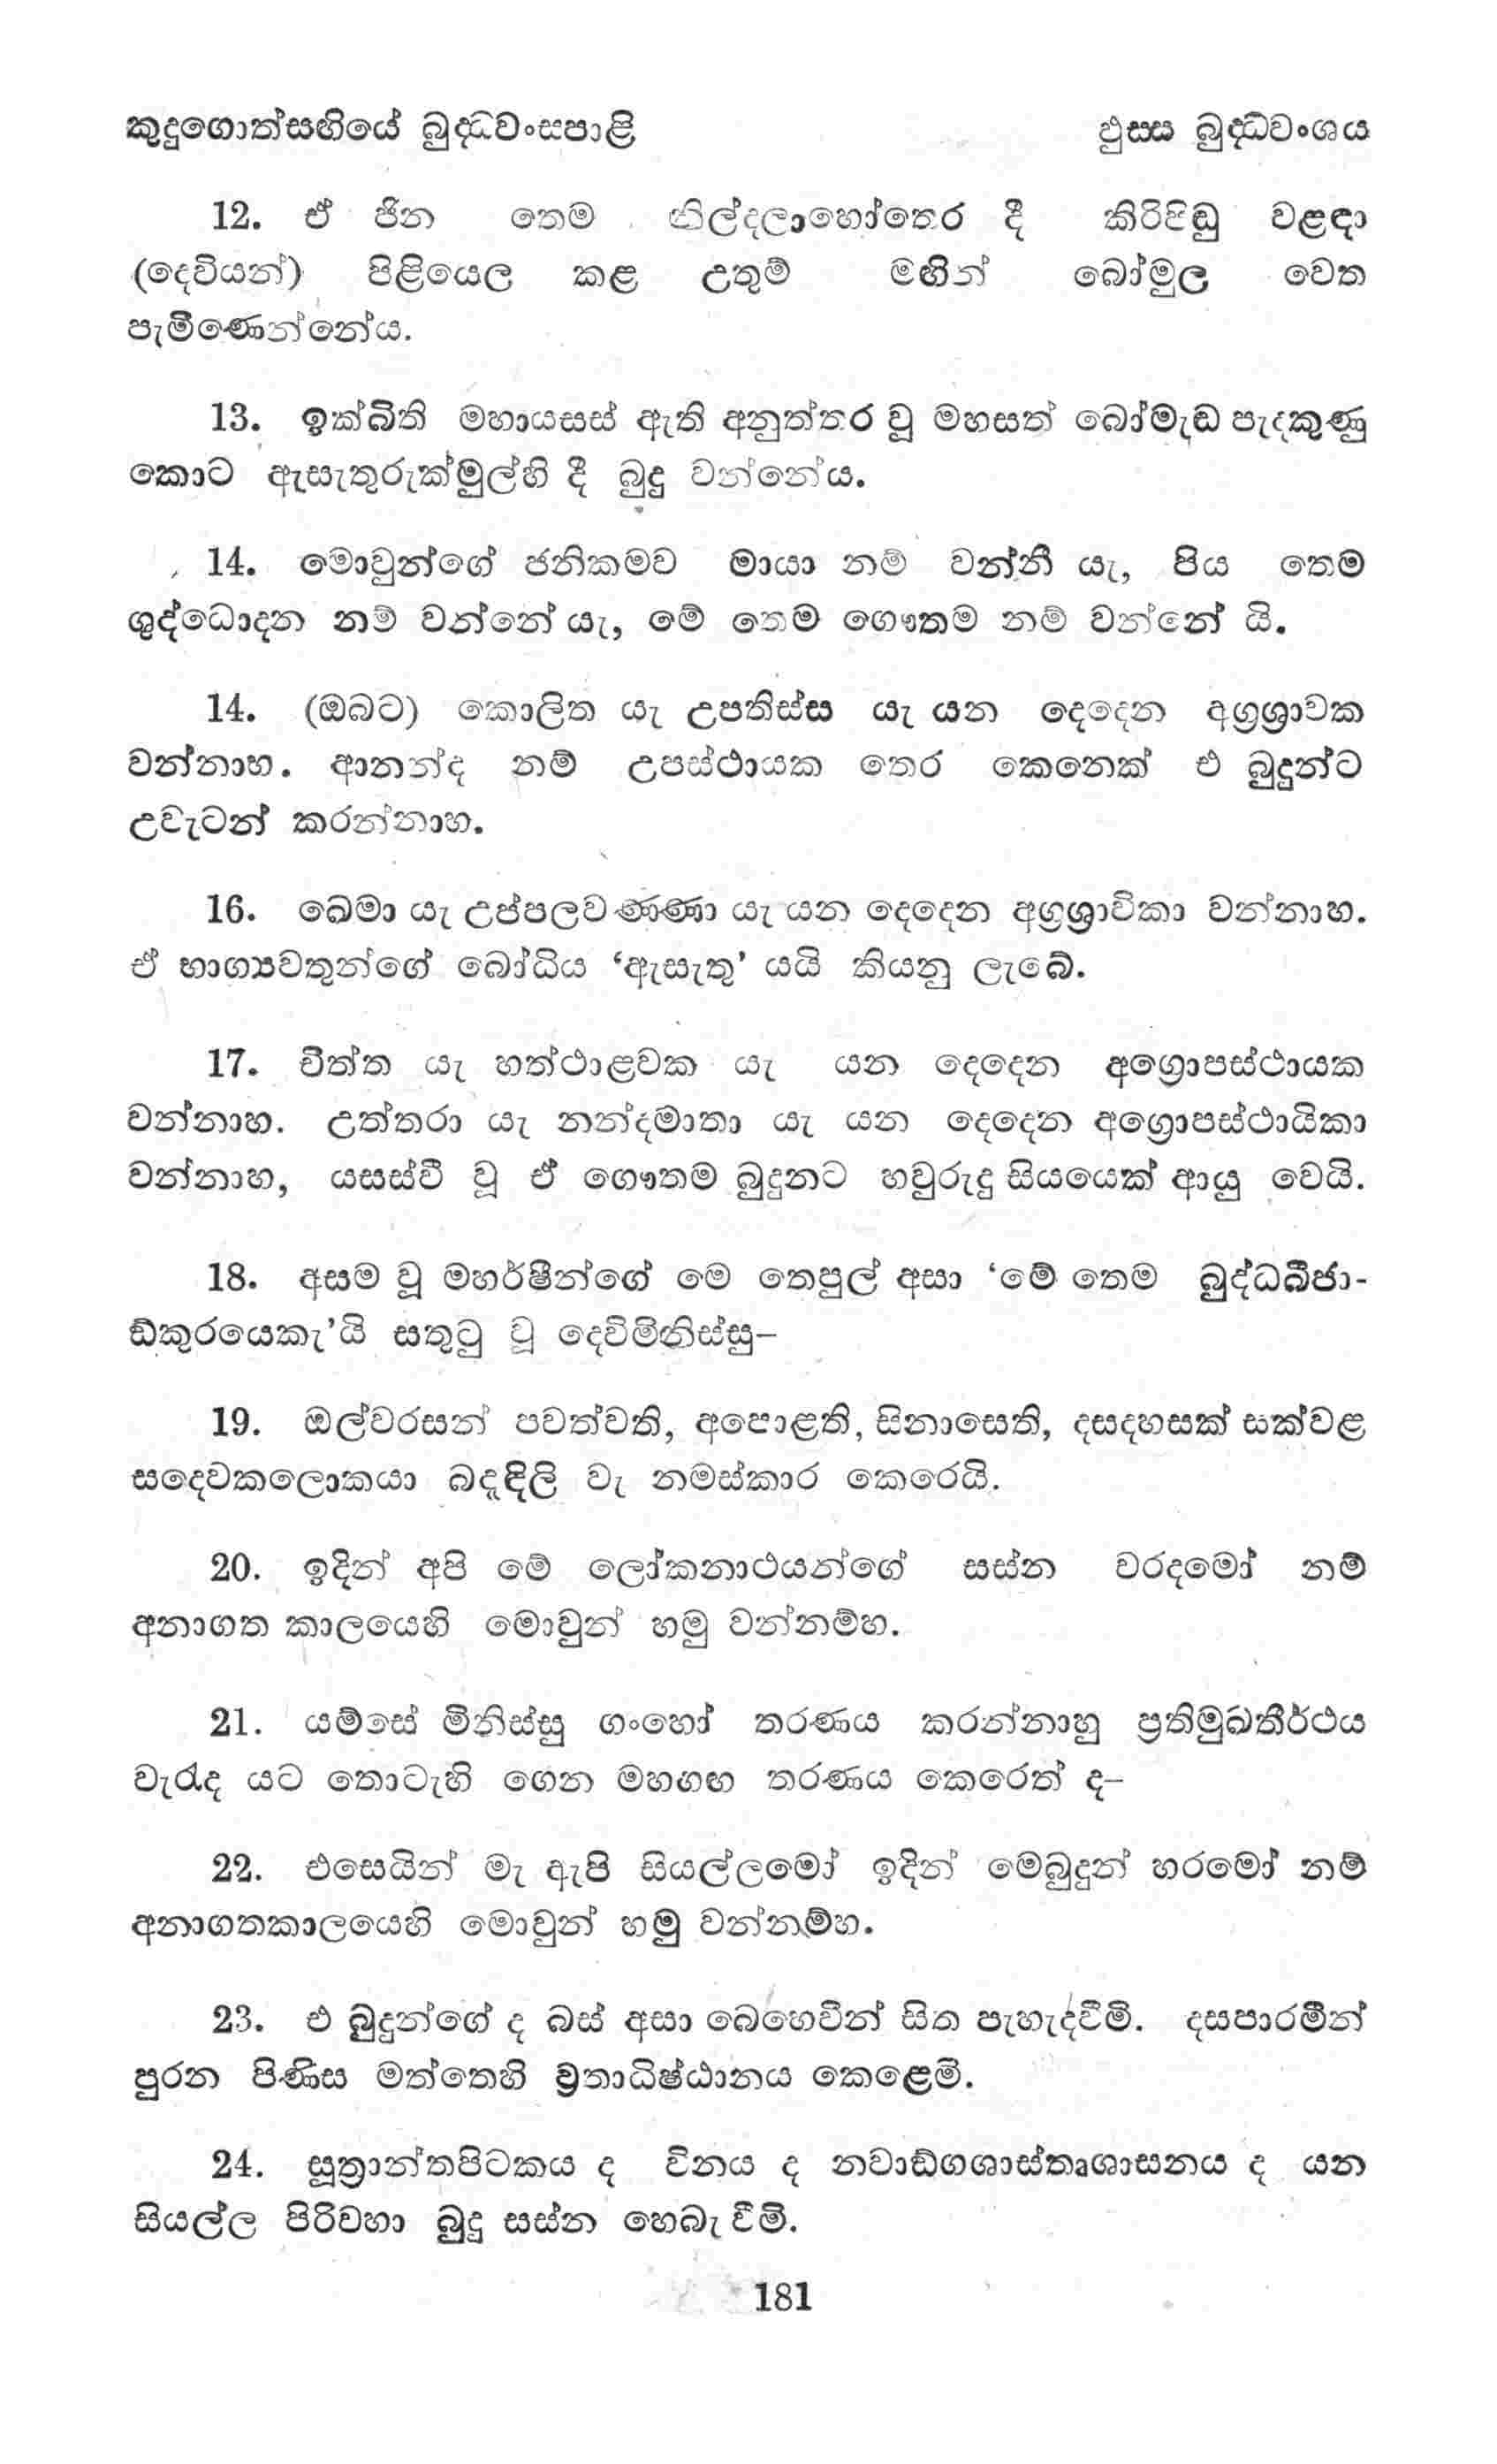 කුදුගොත්සඟියේ බුද්ධවංසපාළි ඵුස්ස බුද්ධවංශය
12. ඒ ජින තෙම නිල්දලාහෝතෙර දී කිරිපිඬු වළඳා
(දෙවියන්) පිළියෙල කළ උතුම් මඟින් බෝමුල වෙත
පැමිණෙන්නේය.
13. ඉක්බිති මහායසස් ඇති අනුත්තර වූ මහසත් බෝමැඬ පැදකුණු
කොට ඇසැතුරුක්මුල්හි දී බුදු වන්නේය.
14. මොවුන්ගේ ජනිකමව මායා නම් වන්නී යැ, පිය තෙම
ශුද්ධොදන නම් වන්නේ යැ, මේ තෙම ගෞතම නම් වන්නේ යි.
14. (ඔබට) කොලිත යැ උපතිස්ස යැ යන දෙදෙන අග්‍රශ්‍රාවක
වන්නාහ. ආනන්ද නම් උපස්ථායක තෙර කෙනෙක් එ බුදුන්ට
උවැටන් කරන්නාහ.
16. ඛෙමා යැ උප්පලවණ්ණා යැ යන දෙදෙන අග්‍රශ්‍රාවිකා වන්නාහ.
ඒ භාග්‍යවතුන්ගේ බෝධිය ‘ඇසැතු’ යයි කියනු ලැබේ.
17. චිත්ත යැ හත්ථාළවක යැ යන දෙදෙන අග්‍රොපස්ථායක
වන්නාහ. උත්තරා යැ නන්දමාතා යැ යන දෙදෙන අග්‍රොපස්ථායිකා
වන්නාහ, යසස්වී වූ ඒ ගෞතම බුදුනට හවුරුදු සියයෙක් ආයු වෙයි.
18. අසම වූ මහර්ෂීන්ගේ මෙ තෙපුල් අසා ‘මේ තෙම බුද්ධබීජා-
ඞ්කුරයෙකැ’යි සතුටු වූ දෙව්මිනිස්සු–
19. ඔල්වරසන් පවත්වති, අපොළති, සිනාසෙති, දසදහසක් සක්වළ
සදෙවකලොකයා බදැඳිලි වැ නමස්කාර කෙරෙයි.
20. ඉදින් අපි මේ ලෝකනාථයන්ගේ සස්න වරදමෝ නම්
අනාගත කාලයෙහි මොවුන් හමු වන්නම්හ.
21. යම්සේ මිනිස්සු ගංහෝ තරණය කරන්නාහු ප්‍රතිමුඛතීර්ථය
වැරැද යට තොටැහි ගෙන මහගඟ තරණය කෙරෙත් ද–
22. එසෙයින් මැ ඇපි සියල්ලමෝ ඉදින් මෙබුදුන් හරමෝ නම්
අනාගතකාලයෙහි මොවුන් හමු වන්නම්හ.
23. එ බුදුන්ගේ ද බස් අසා බෙහෙවින් සිත පැහැදවීමි. දසපාරමීන්
පුරන පිණිස මත්තෙහි ව්‍රතාධිෂ්ඨානය කෙළෙමි.
24. සූත්‍රාන්තපිටකය ද විනය ද නවාඞ්ගශාස්තෘශාසනය ද යන
සියල්ල පිරිවහා බුදු සස්න හෙබැවීමි.
181